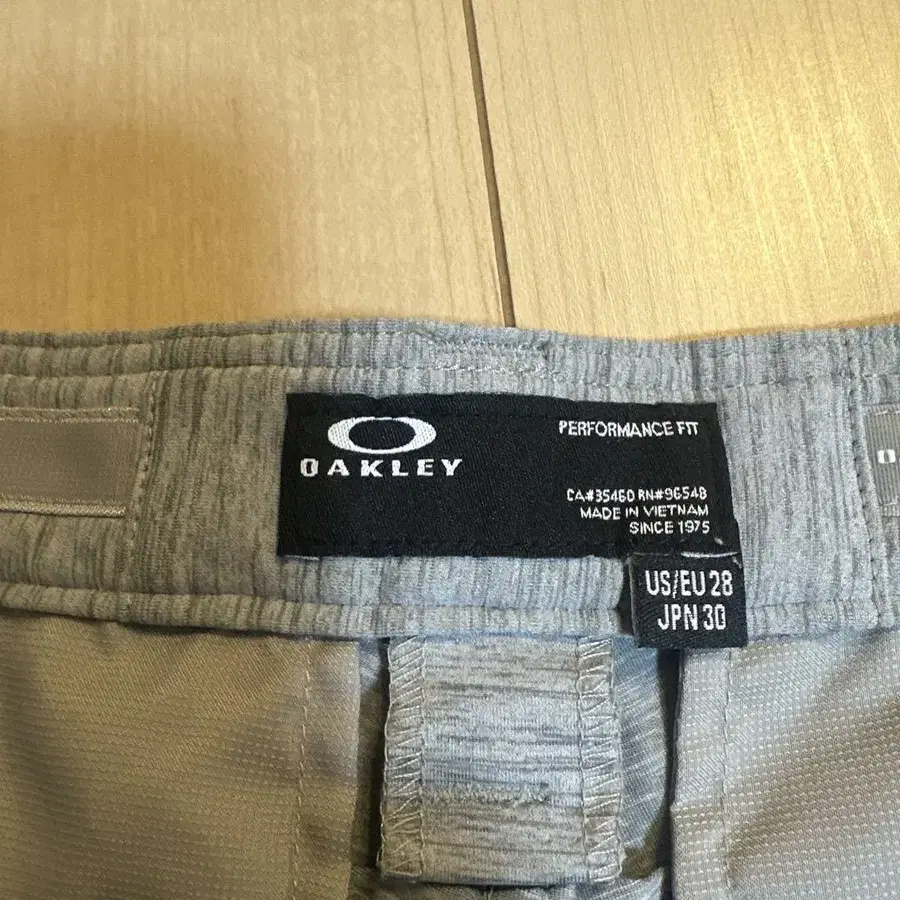 OAKLEY
PERFORMANCE FIT
CA#35460 RN#96548
MADE IN VIETNAM
SINCE 1975
US/EU 28
JPN 30